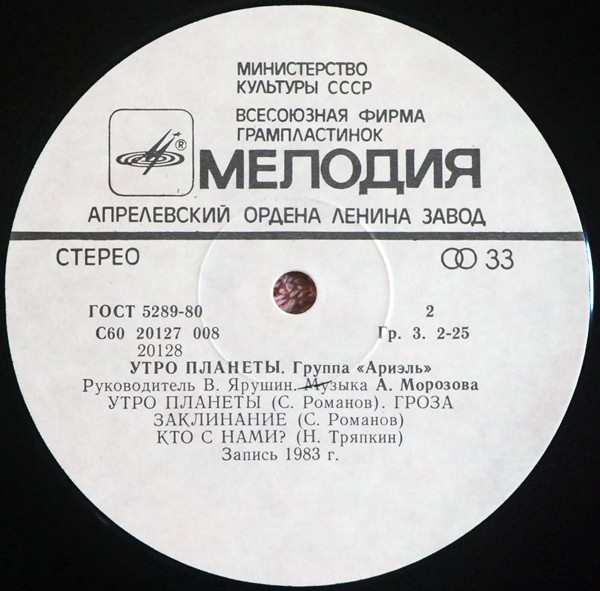 МИНИСТЕРСТВО
КУЛЬТУРЫ СССР
ВСЕСОЮЗНАЯ ФИРМА
ГРАМПЛАСТИНОК
®
МЕЛОДИЯ
АПРЕЛЕВСКИЙ ОРДЕНА ЛЕНИНА ЗАВОД
СТЕРЕО 33
ГОСТ 5289-80 2
С60 20127 008 Гр. 3. 2-25
20128
УТРО ПЛАНЕТЫ. Группа «Ариэль»
Руководитель В. Ярушин. Музыка А. Морозова
УТРО ПЛАНЕТЫ (С. Романов). ГРОЗА
ЗАКЛИНАНИЕ (С. Романов)
КТО С НАМИ? (Н. Тряпкин)
Запись 1983 г.